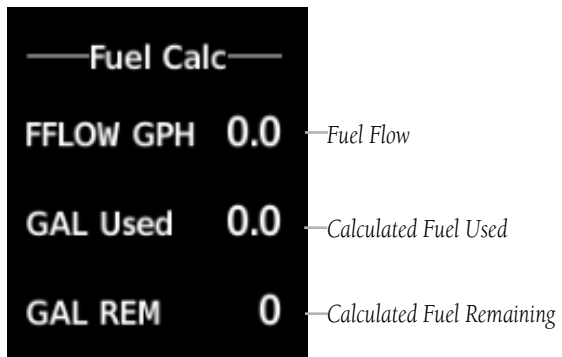 Fuel Calc
FFLOW GPH 0.0 Fuel Flow
GAL Used 0.0 Calculated Fuel Used
GAL REM 0 Calculated Fuel Remaining